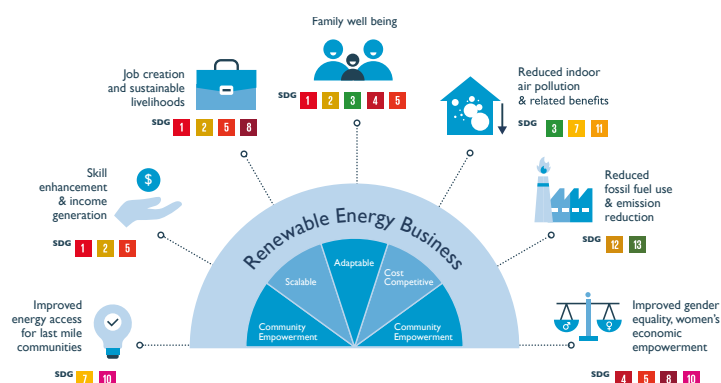 Family well being
SDG 1 2 3 4 5
Job creation
and sustainable
livelihoods
SDG 1 2 5 8
Reduced indoor
air pollution
& related benefits
SDG 3 7 11
Skill
enhancement
& income
generation
$
SDG 1 2 5
Reduced
fossil fuel use
& emission
reduction
SDG 12 13
Improved
energy access
for last mile
communities
SDG 7 10
Improved gender
equality, women's
economic
empowerment
♂ ♀
SDG 4 5 8 10
Renewable Energy Business
Community
Empowerment
Scalable
Adaptable
Cost
Competitive
Community
Empowerment